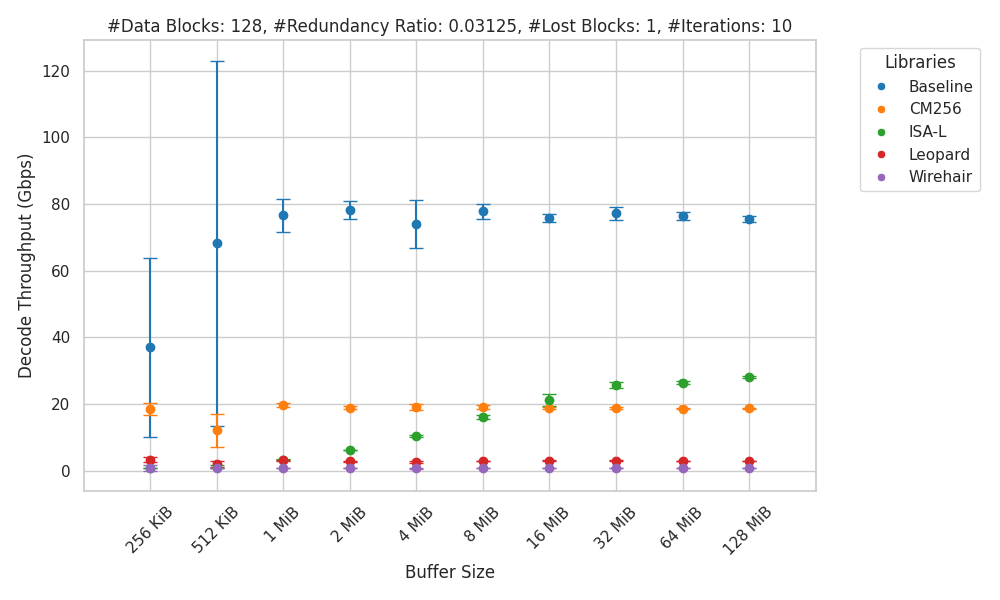 #Data Blocks: 128, #Redundancy Ratio: 0.03125, #Lost Blocks: 1, #Iterations: 10
Decode Throughput (Gbps)
120
100
80
60
40
20
0
256 KiB
512 KiB
1 MiB
2 MiB
4 MiB
8 MiB
16 MiB
32 MiB
64 MiB
128 MiB
Buffer Size
Libraries
Baseline
CM256
ISA-L
Leopard
Wirehair